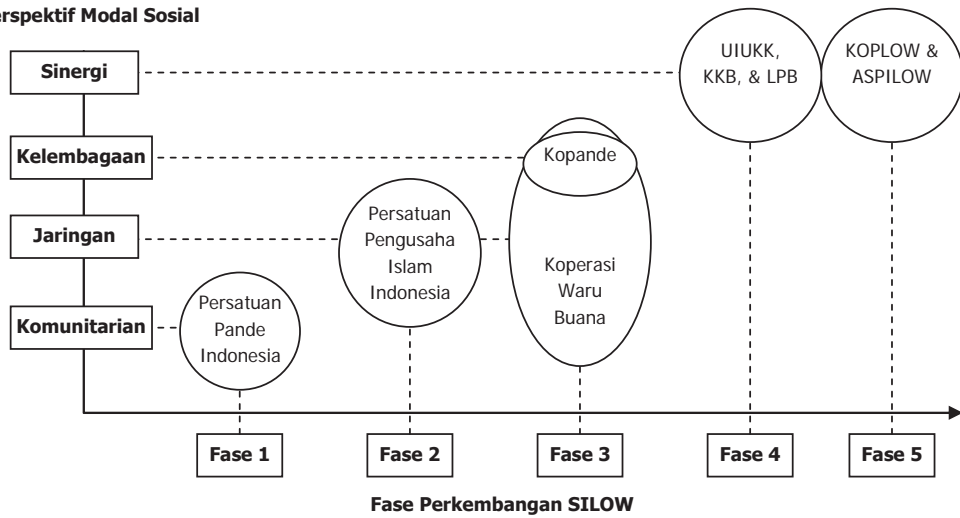 erspektif Modal Sosial
Sinergi
UIUKK,
KKB, & LPB
KOPLOW &
ASPILOW
Kelembagaan
Kopande
Jaringan
Persatuan
Pengusaha
Islam
Indonesia
Koperasi
Waru
Buana
Komunitarian
Persatuan
Pande
Indonesia
Fase 1
Fase 2
Fase 3
Fase 4
Fase 5
Fase Perkembangan SILOW